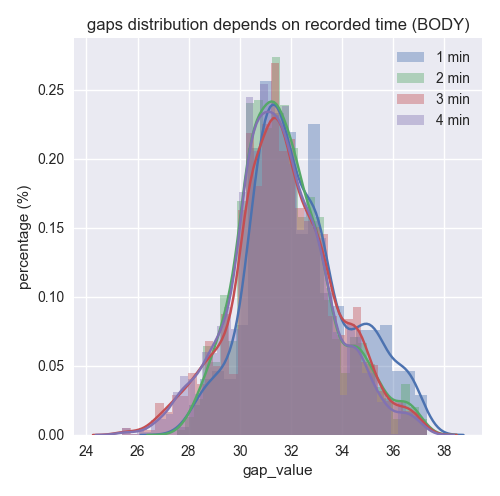 gaps distribution depends on recorded time (BODY)
1 min
2 min
3 min
4 min
percentage (%)
0.25
0.20
0.15
0.10
0.05
0.00
24 26 28 30 32 34 36 38
gap_value